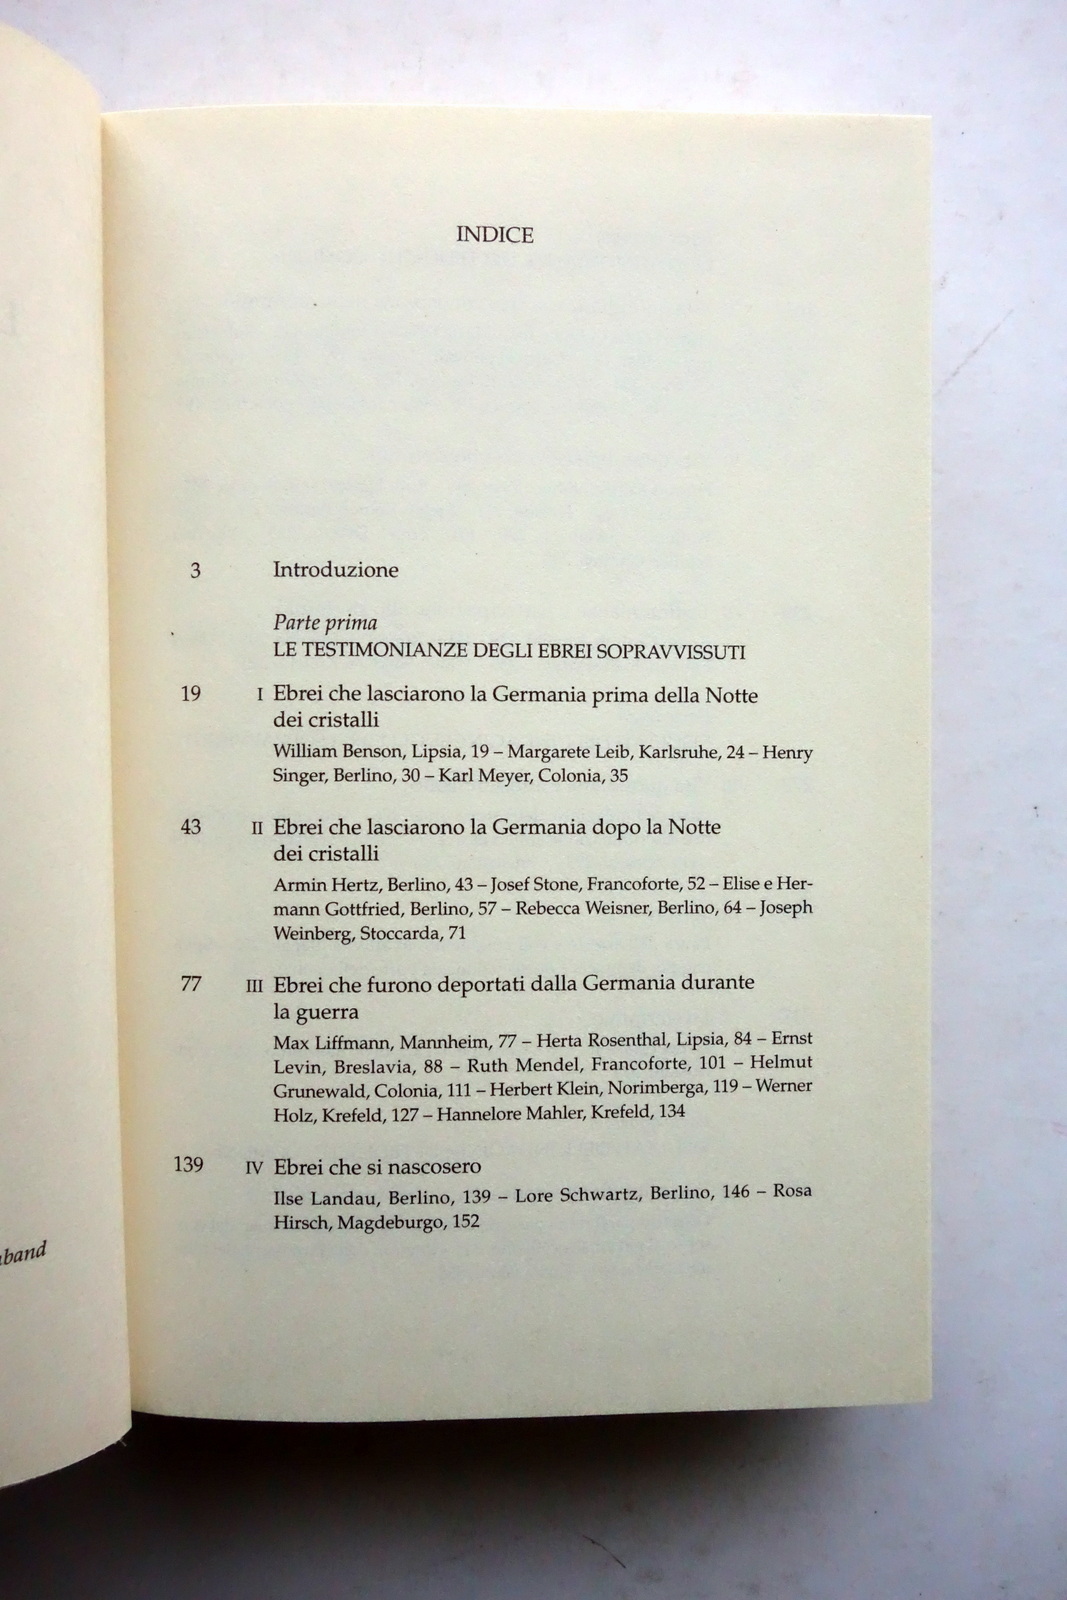 INDICE
3 Introduzione
Parte prima
LE TESTIMONIANZE DEGLI EBREI SOPRAVVISSUTI
19 I Ebrei che lasciarono la Germania prima della Notte
dei cristalli
William Benson, Lipsia, 19 – Margarete Leib, Karlsruhe, 24 – Henry
Singer, Berlino, 30 – Karl Meyer, Colonia, 35
43 II Ebrei che lasciarono la Germania dopo la Notte
dei cristalli
Armin Hertz, Berlino, 43 – Josef Stone, Francoforte, 52 – Elise e Her-
mann Gottfried, Berlino, 57 – Rebecca Weisner, Berlino, 64 – Joseph
Weinberg, Stoccarda, 71
77 III Ebrei che furono deportati dalla Germania durante
la guerra
Max Liffmann, Mannheim, 77 – Herta Rosenthal, Lipsia, 84 – Ernst
Levin, Breslavia, 88 – Ruth Mendel, Francoforte, 101 – Helmut
Grunewald, Colonia, 111 – Herbert Klein, Norimberga, 119 – Werner
Holz, Krefeld, 127 – Hannelore Mahler, Krefeld, 134
139 IV Ebrei che si nascosero
Ilse Landau, Berlino, 139 – Lore Schwartz, Berlino, 146 – Rosa
Hirsch, Magdeburgo, 152